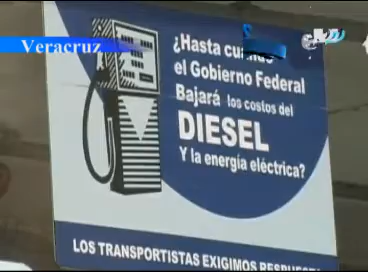 Veracruz
¿Hasta cuándo
el Gobierno Federal
Bajará los costos del
DIESEL
Y la energía eléctrica?
LOS TRANSPORTISTAS EXIGIMOS